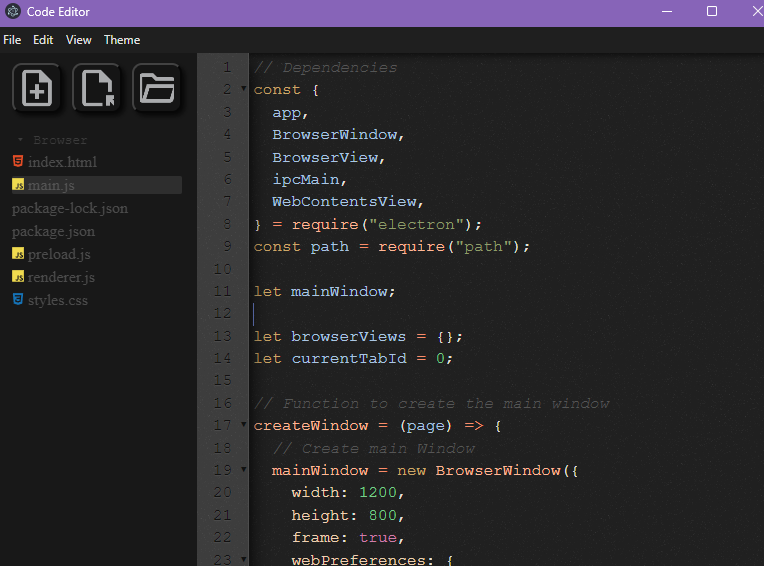 Code Editor
File Edit View Theme
Browser
index.html
main.js
package-lock.json
package.json
preload.js
renderer.js
styles.css
1 // Dependencies
2 const {
3 app,
4 BrowserWindow,
5 BrowserView,
6 ipcMain,
7 WebContentsView,
8 } = require("electron");
9 const path = require("path");
10
11 let mainWindow;
12
13 let browserViews = {};
14 let currentTabId = 0;
15
16 // Function to create the main window
17 createWindow = (page) => {
18 // Create main Window
19 mainWindow = new BrowserWindow({
20 width: 1200,
21 height: 800,
22 frame: true,
23 webPreferences: {